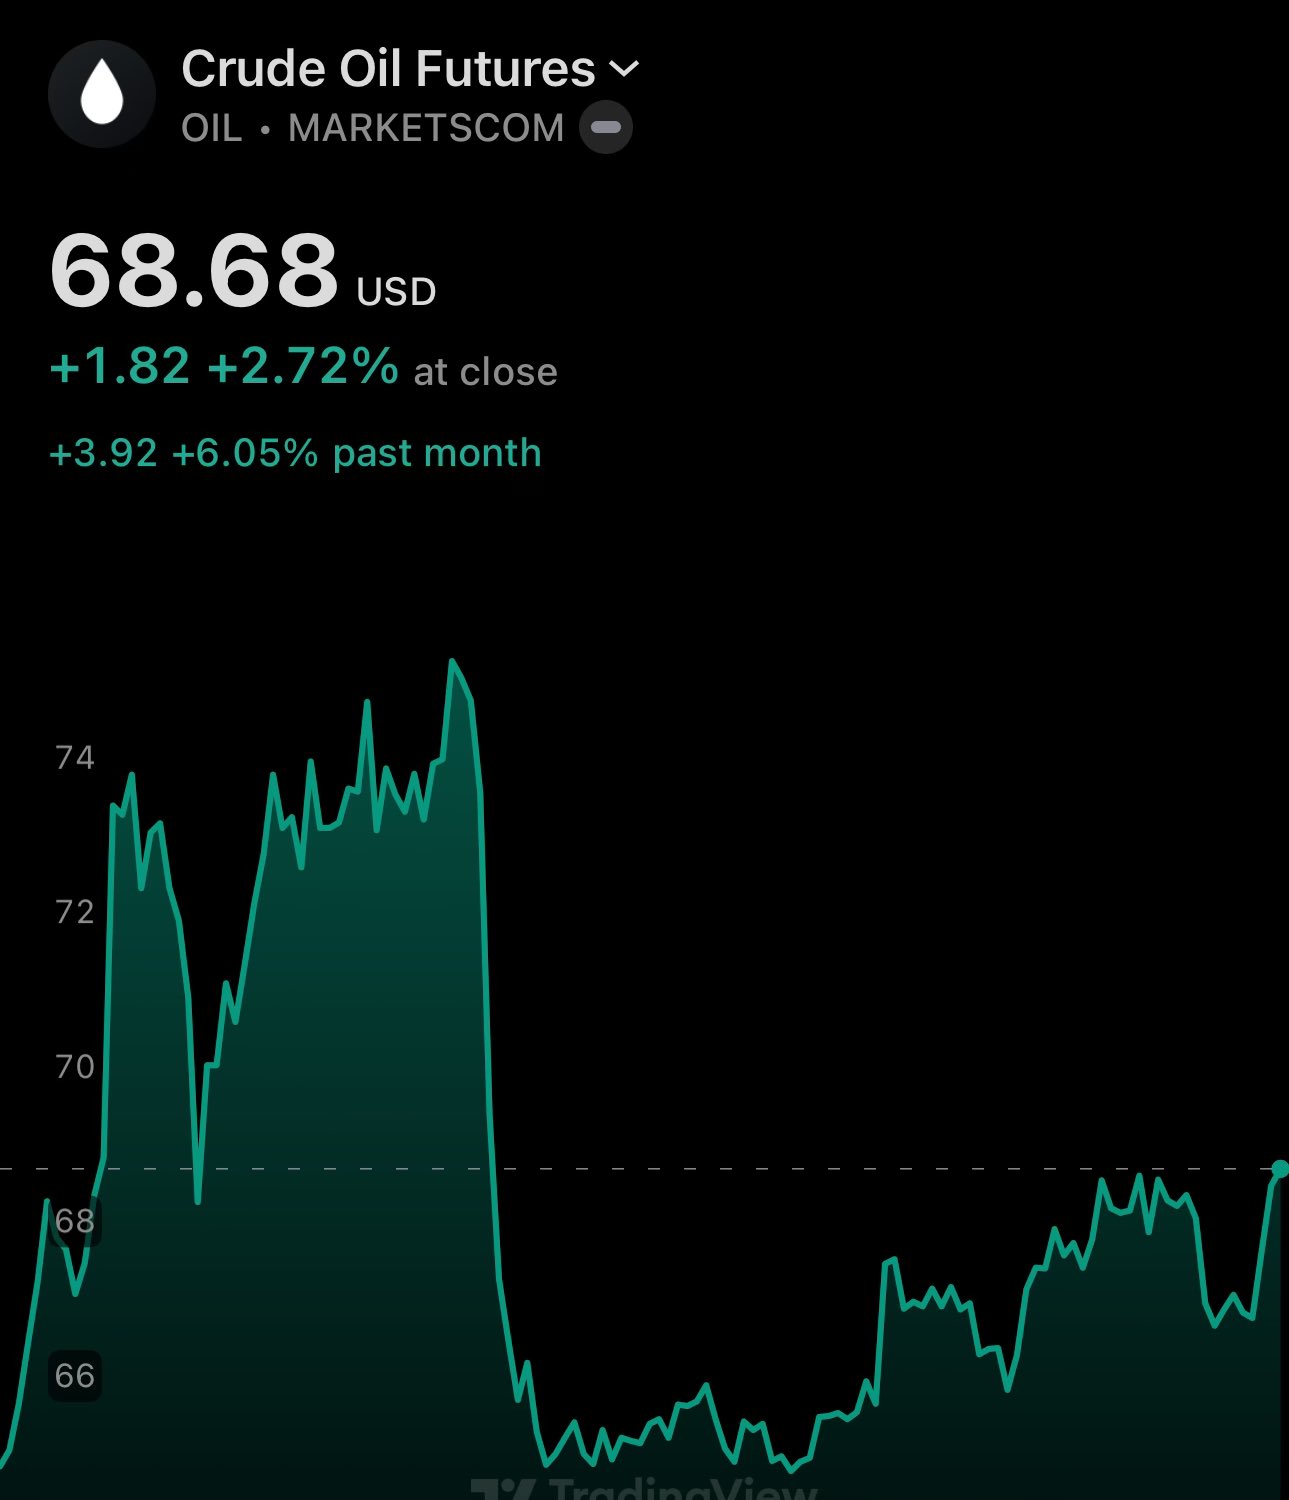 Crude Oil Futures
OIL • MARKETSCOM
68.68 USD
+1.82 +2.72% at close
+3.92 +6.05% past month
74
72
70
68
66
TradingView